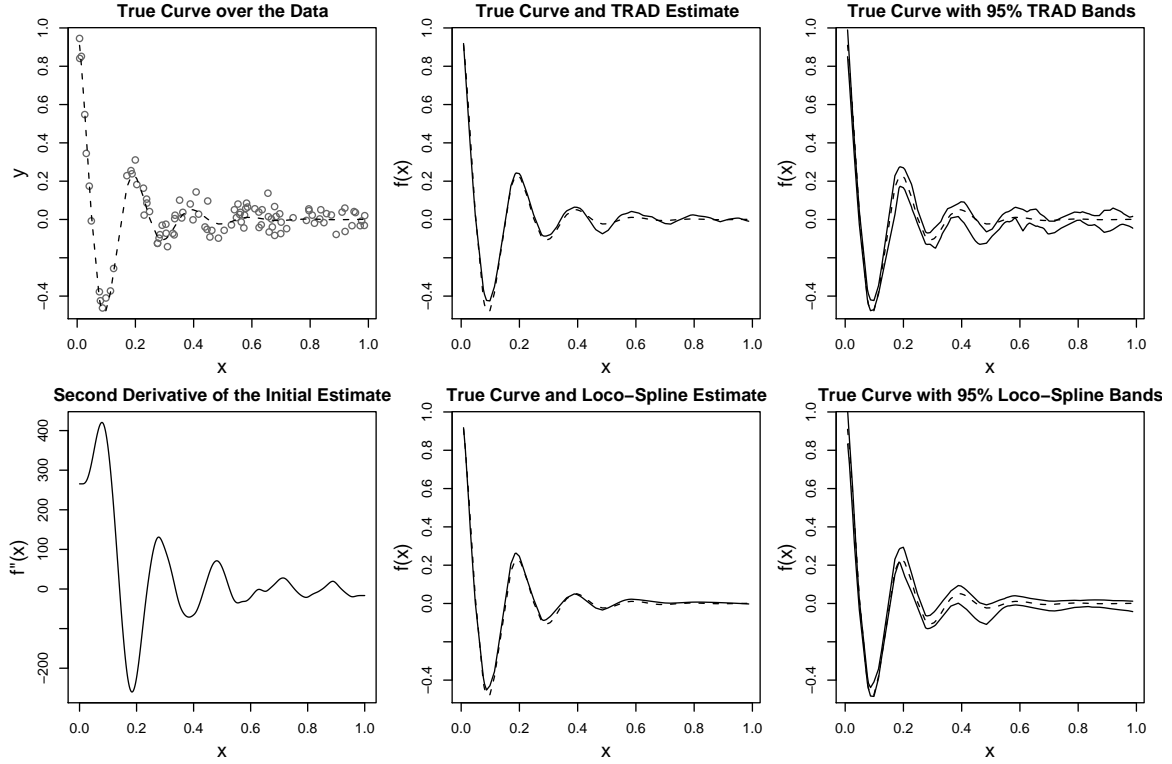 True Curve over the Data
y
1.0
0.8
0.6
0.4
0.2
0.0
−0.4
0.0 0.2 0.4 0.6 0.8 1.0
x
True Curve and TRAD Estimate
f(x)
1.0
0.8
0.6
0.4
0.2
0.0
−0.4
0.0 0.2 0.4 0.6 0.8 1.0
x
True Curve with 95% TRAD Bands
f(x)
1.0
0.8
0.6
0.4
0.2
0.0
−0.4
0.0 0.2 0.4 0.6 0.8 1.0
x
Second Derivative of the Initial Estimate
f''(x)
400
300
200
100
0
−200
0.0 0.2 0.4 0.6 0.8 1.0
x
True Curve and Loco−Spline Estimate
f(x)
1.0
0.8
0.6
0.4
0.2
0.0
−0.4
0.0 0.2 0.4 0.6 0.8 1.0
x
True Curve with 95% Loco−Spline Bands
f(x)
1.0
0.8
0.6
0.4
0.2
0.0
−0.4
0.0 0.2 0.4 0.6 0.8 1.0
x